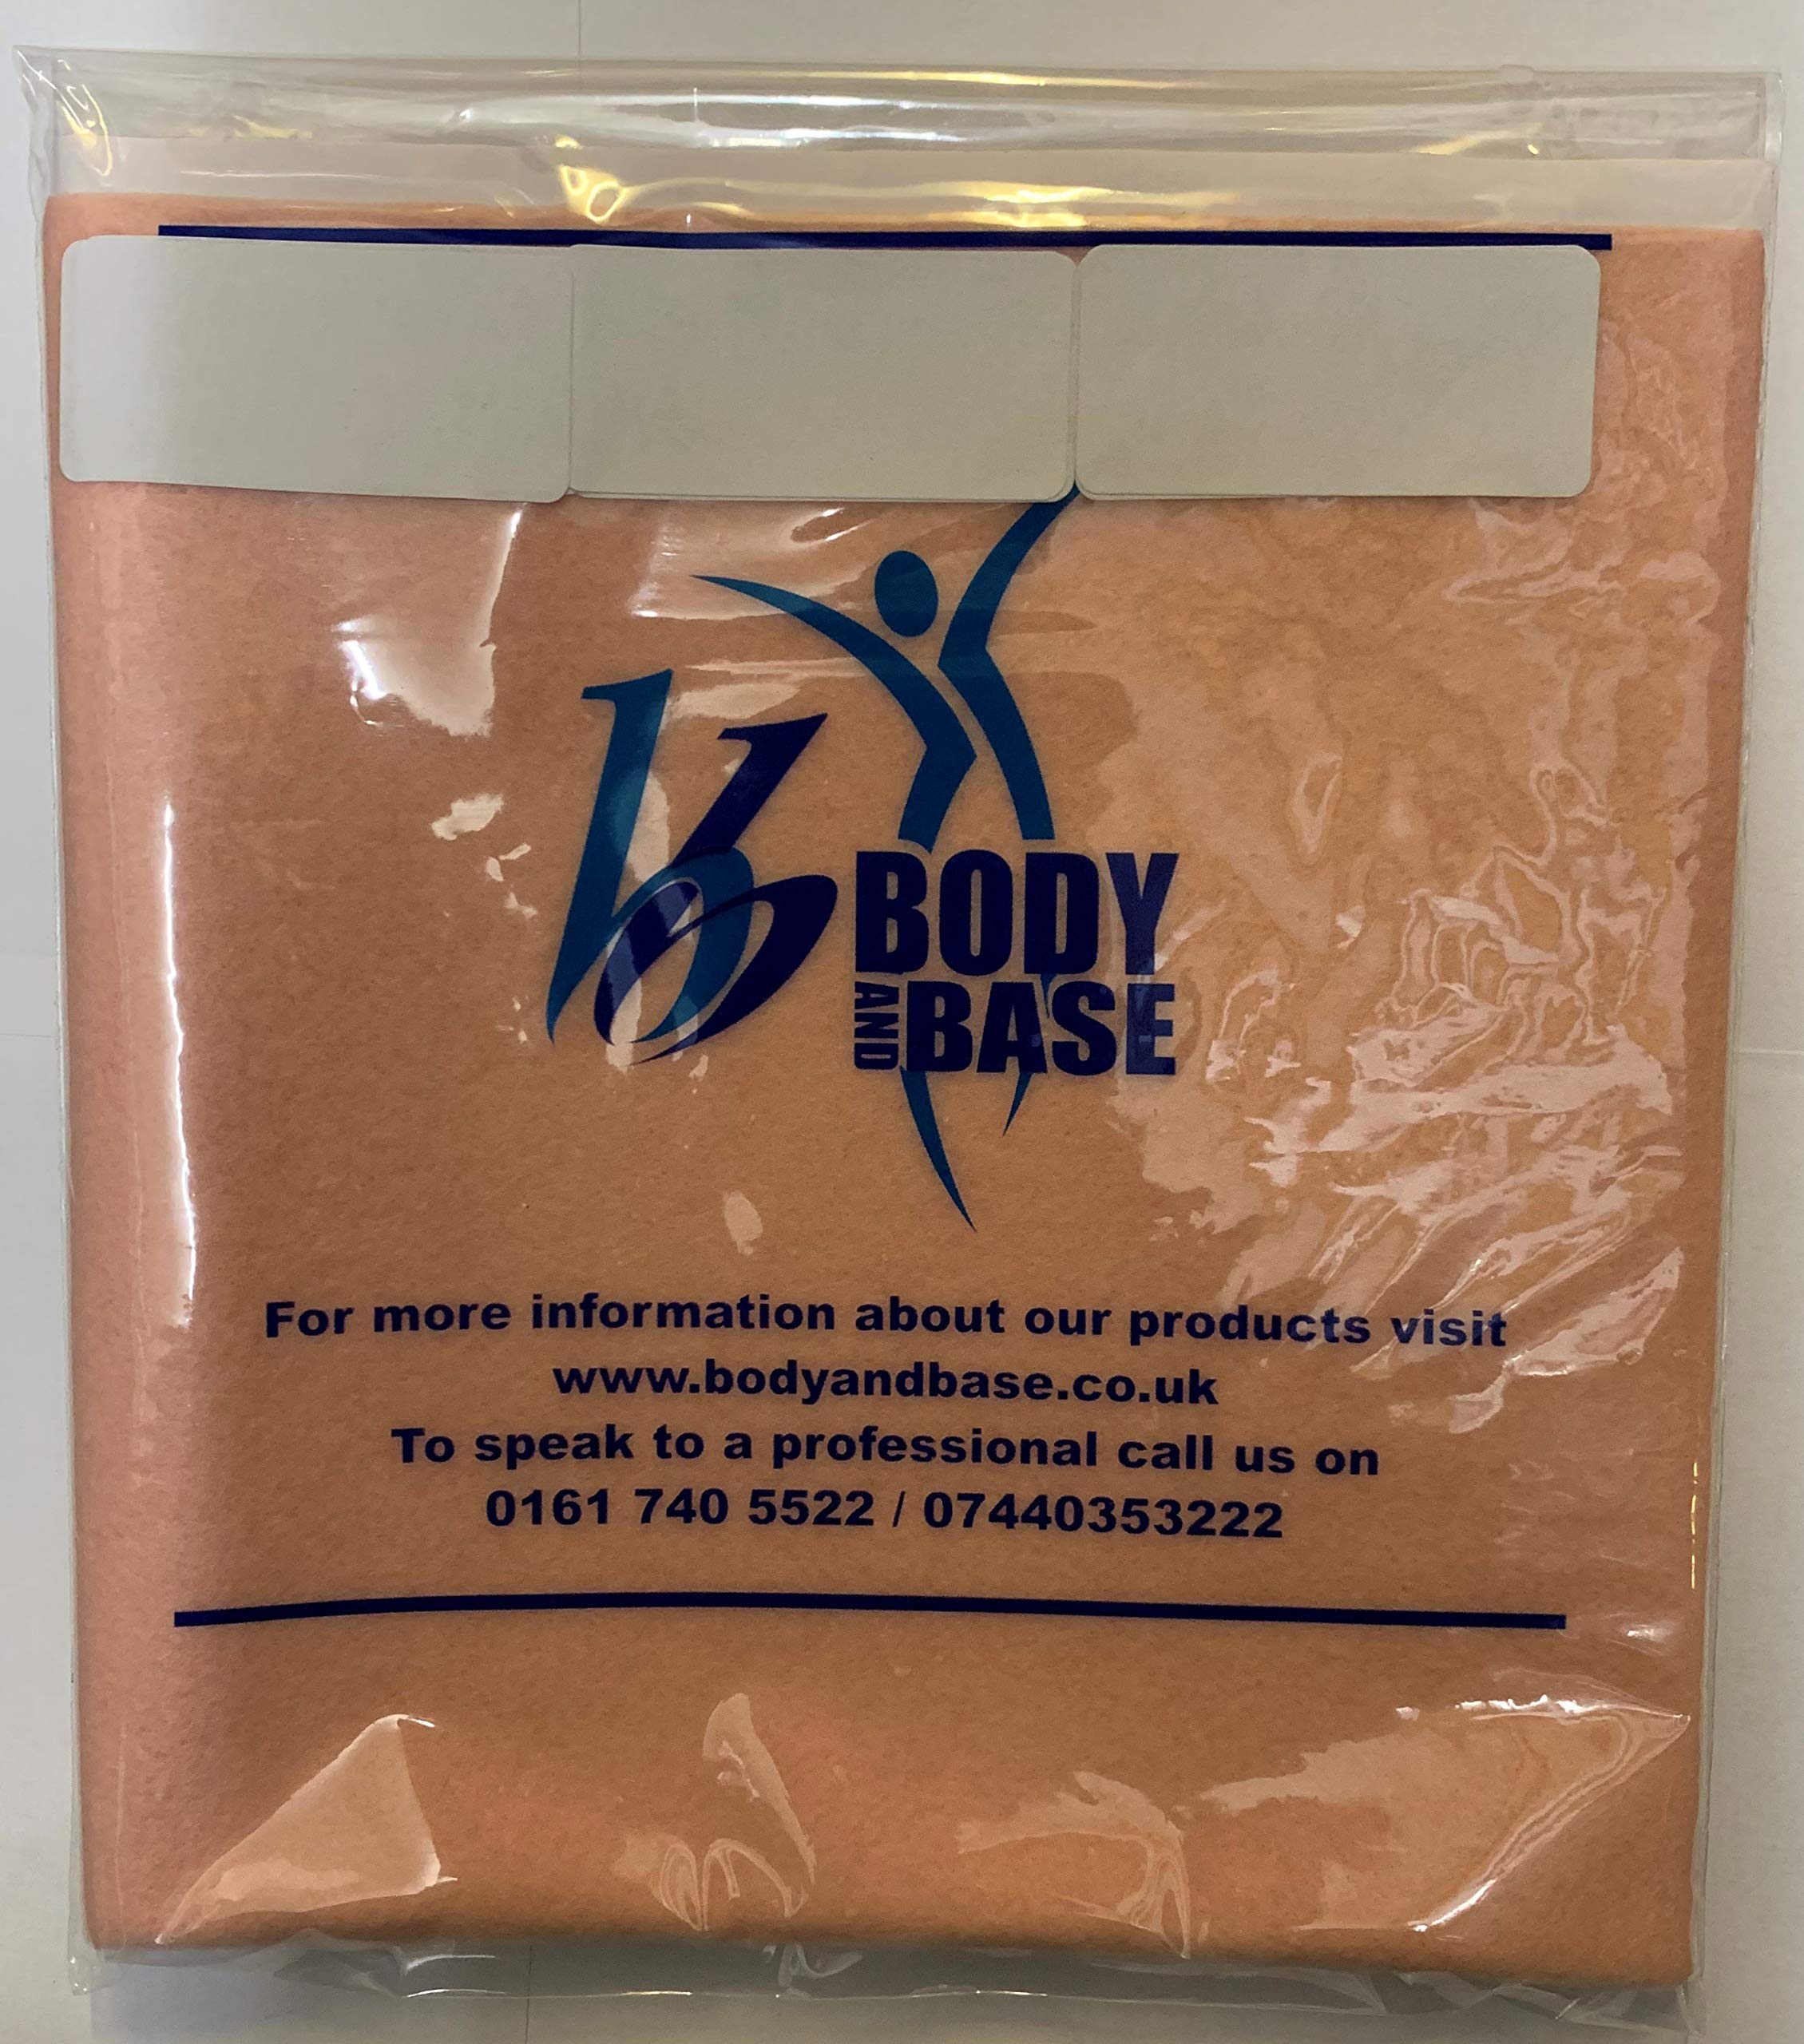 bb
BODY
AND
BASE
For more information about our products visit
www.bodyandbase.co.uk
To speak to a professional call us on
0161 740 5522 / 07440353222